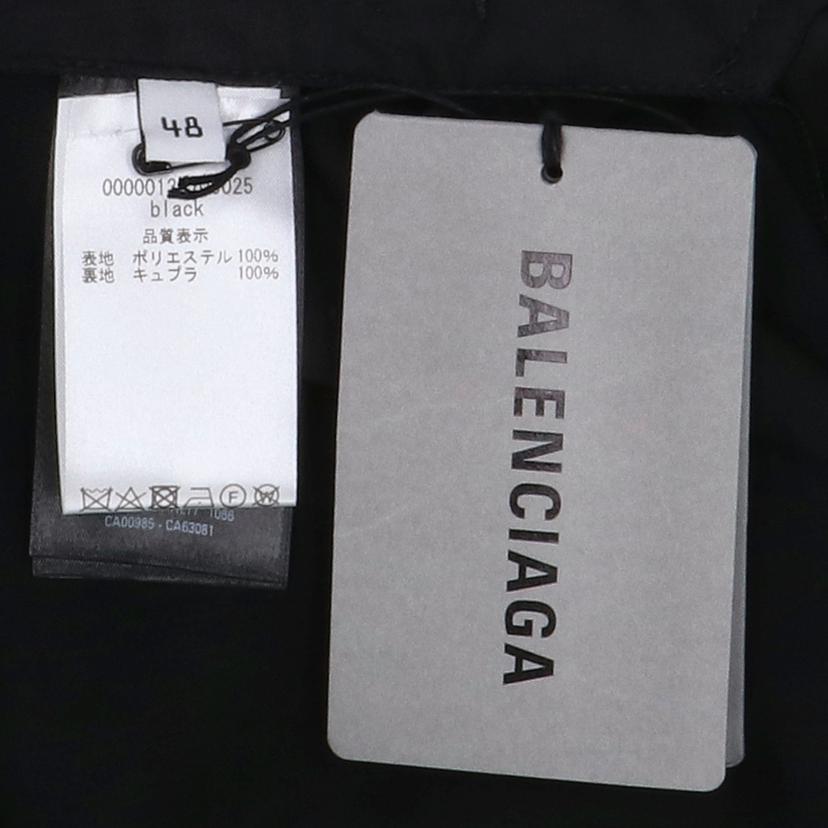 48
black
品質表示
表地 ポリエステル 100%
裏地 キュプラ 100%
CA00985 - CA63081
BALENCIAGA